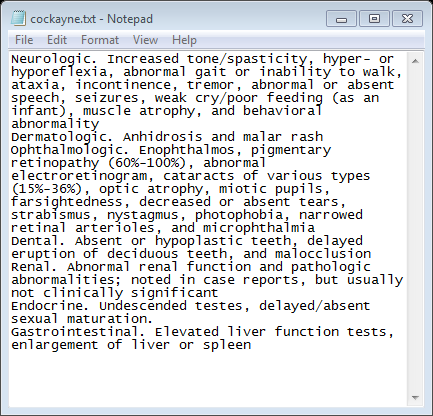 cockayne.txt - Notepad
File Edit Format View Help
Neurologic. Increased tone/spasticity, hyper- or
hyporeflexia, abnormal gait or inability to walk,
ataxia, incontinence, tremor, abnormal or absent
speech, seizures, weak cry/poor feeding (as an
infant), muscle atrophy, and behavioral
abnormality
Dermatologic. Anhidrosis and malar rash
Ophthalmologic. Enophthalmos, pigmentary
retinopathy (60%-100%), abnormal
electroretinogram, cataracts of various types
(15%-36%), optic atrophy, miotic pupils,
farsightedness, decreased or absent tears,
strabismus, nystagmus, photophobia, narrowed
retinal arterioles, and microphthalmia
Dental. Absent or hypoplastic teeth, delayed
eruption of deciduous teeth, and malocclusion
Renal. Abnormal renal function and pathologic
abnormalities; noted in case reports, but usually
not clinically significant
Endocrine. Undescended testes, delayed/absent
sexual maturation.
Gastrointestinal. Elevated liver function tests,
enlargement of liver or spleen